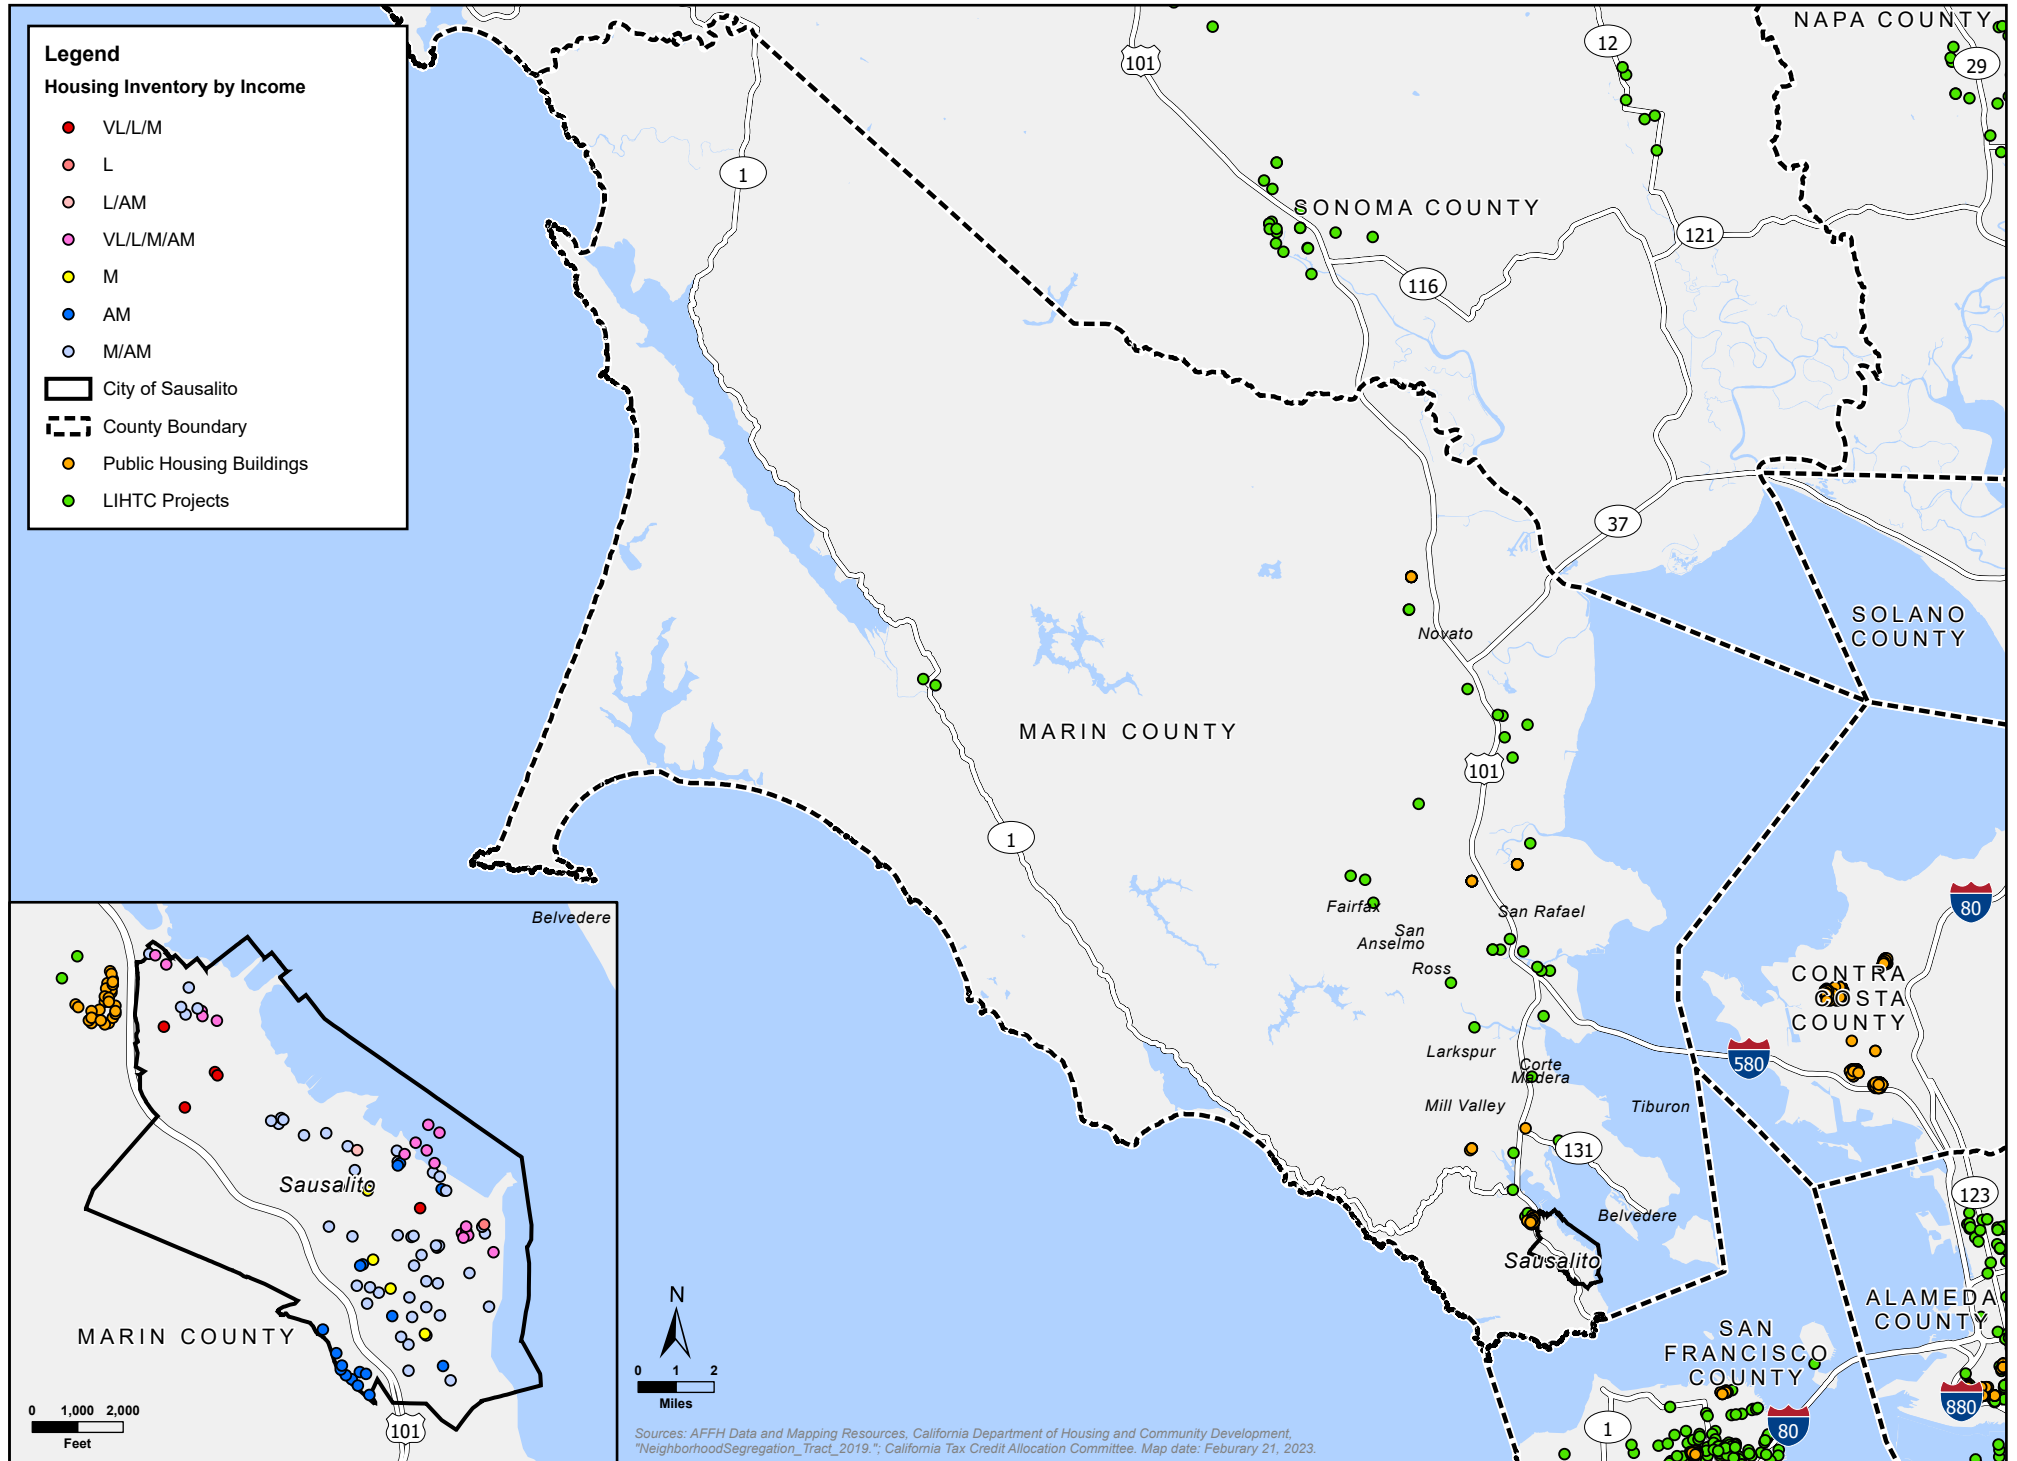 Legend
Housing Inventory by Income
VL/L/M
L
L/AM
VL/L/M/AM
M
AM
M/AM
City of Sausalito
County Boundary
Public Housing Buildings
LIHTC Projects
NAPA COUNTY
12
29
101
1
SONOMA COUNTY
121
116
37
SOLANO
COUNTY
Novato
MARIN COUNTY
101
1
80
Fairfax
San Rafael
San
Anselmo
Ross
CONTRA
COSTA
COUNTY
Larkspur
Corte
Madera
580
Mill Valley
Tiburon
131
123
Belvedere
Sausalito
ALAMEDA
COUNTY
SAN
FRANCISCO
COUNTY
880
80
1
Belvedere
Sausalito
MARIN COUNTY
101
0 1,000 2,000
Feet
N
0 1 2
Miles
Sources: AFFH Data and Mapping Resources, California Department of Housing and Community Development,
"NeighborhoodSegregation_Tract_2019."; California Tax Credit Allocation Committee. Map date: Feburary 21, 2023.